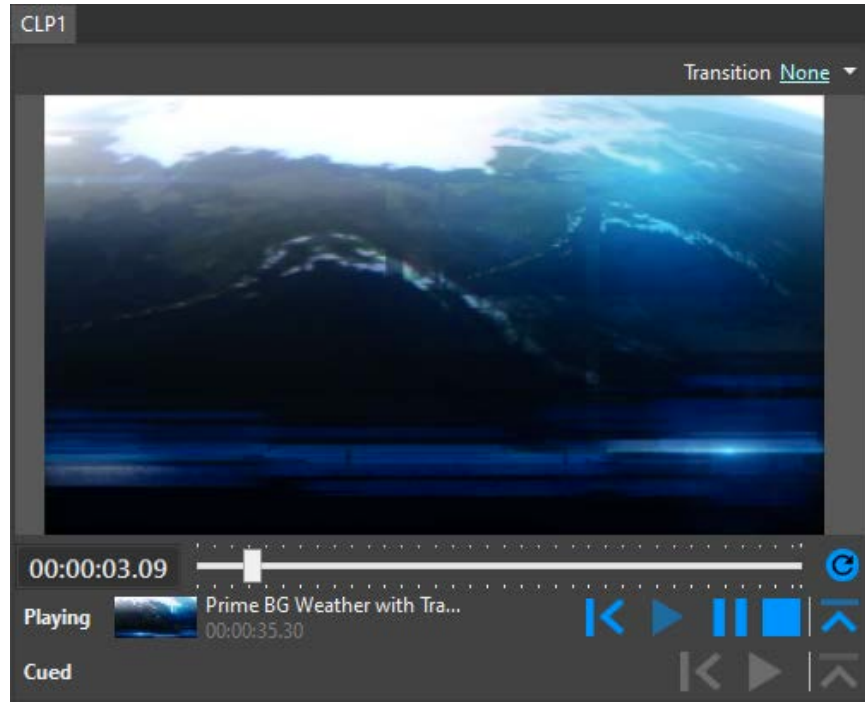 CLP1
Transition None
00:00:03.09
Playing
Prime BG Weather with Tra...
00:00:35.30
Cued